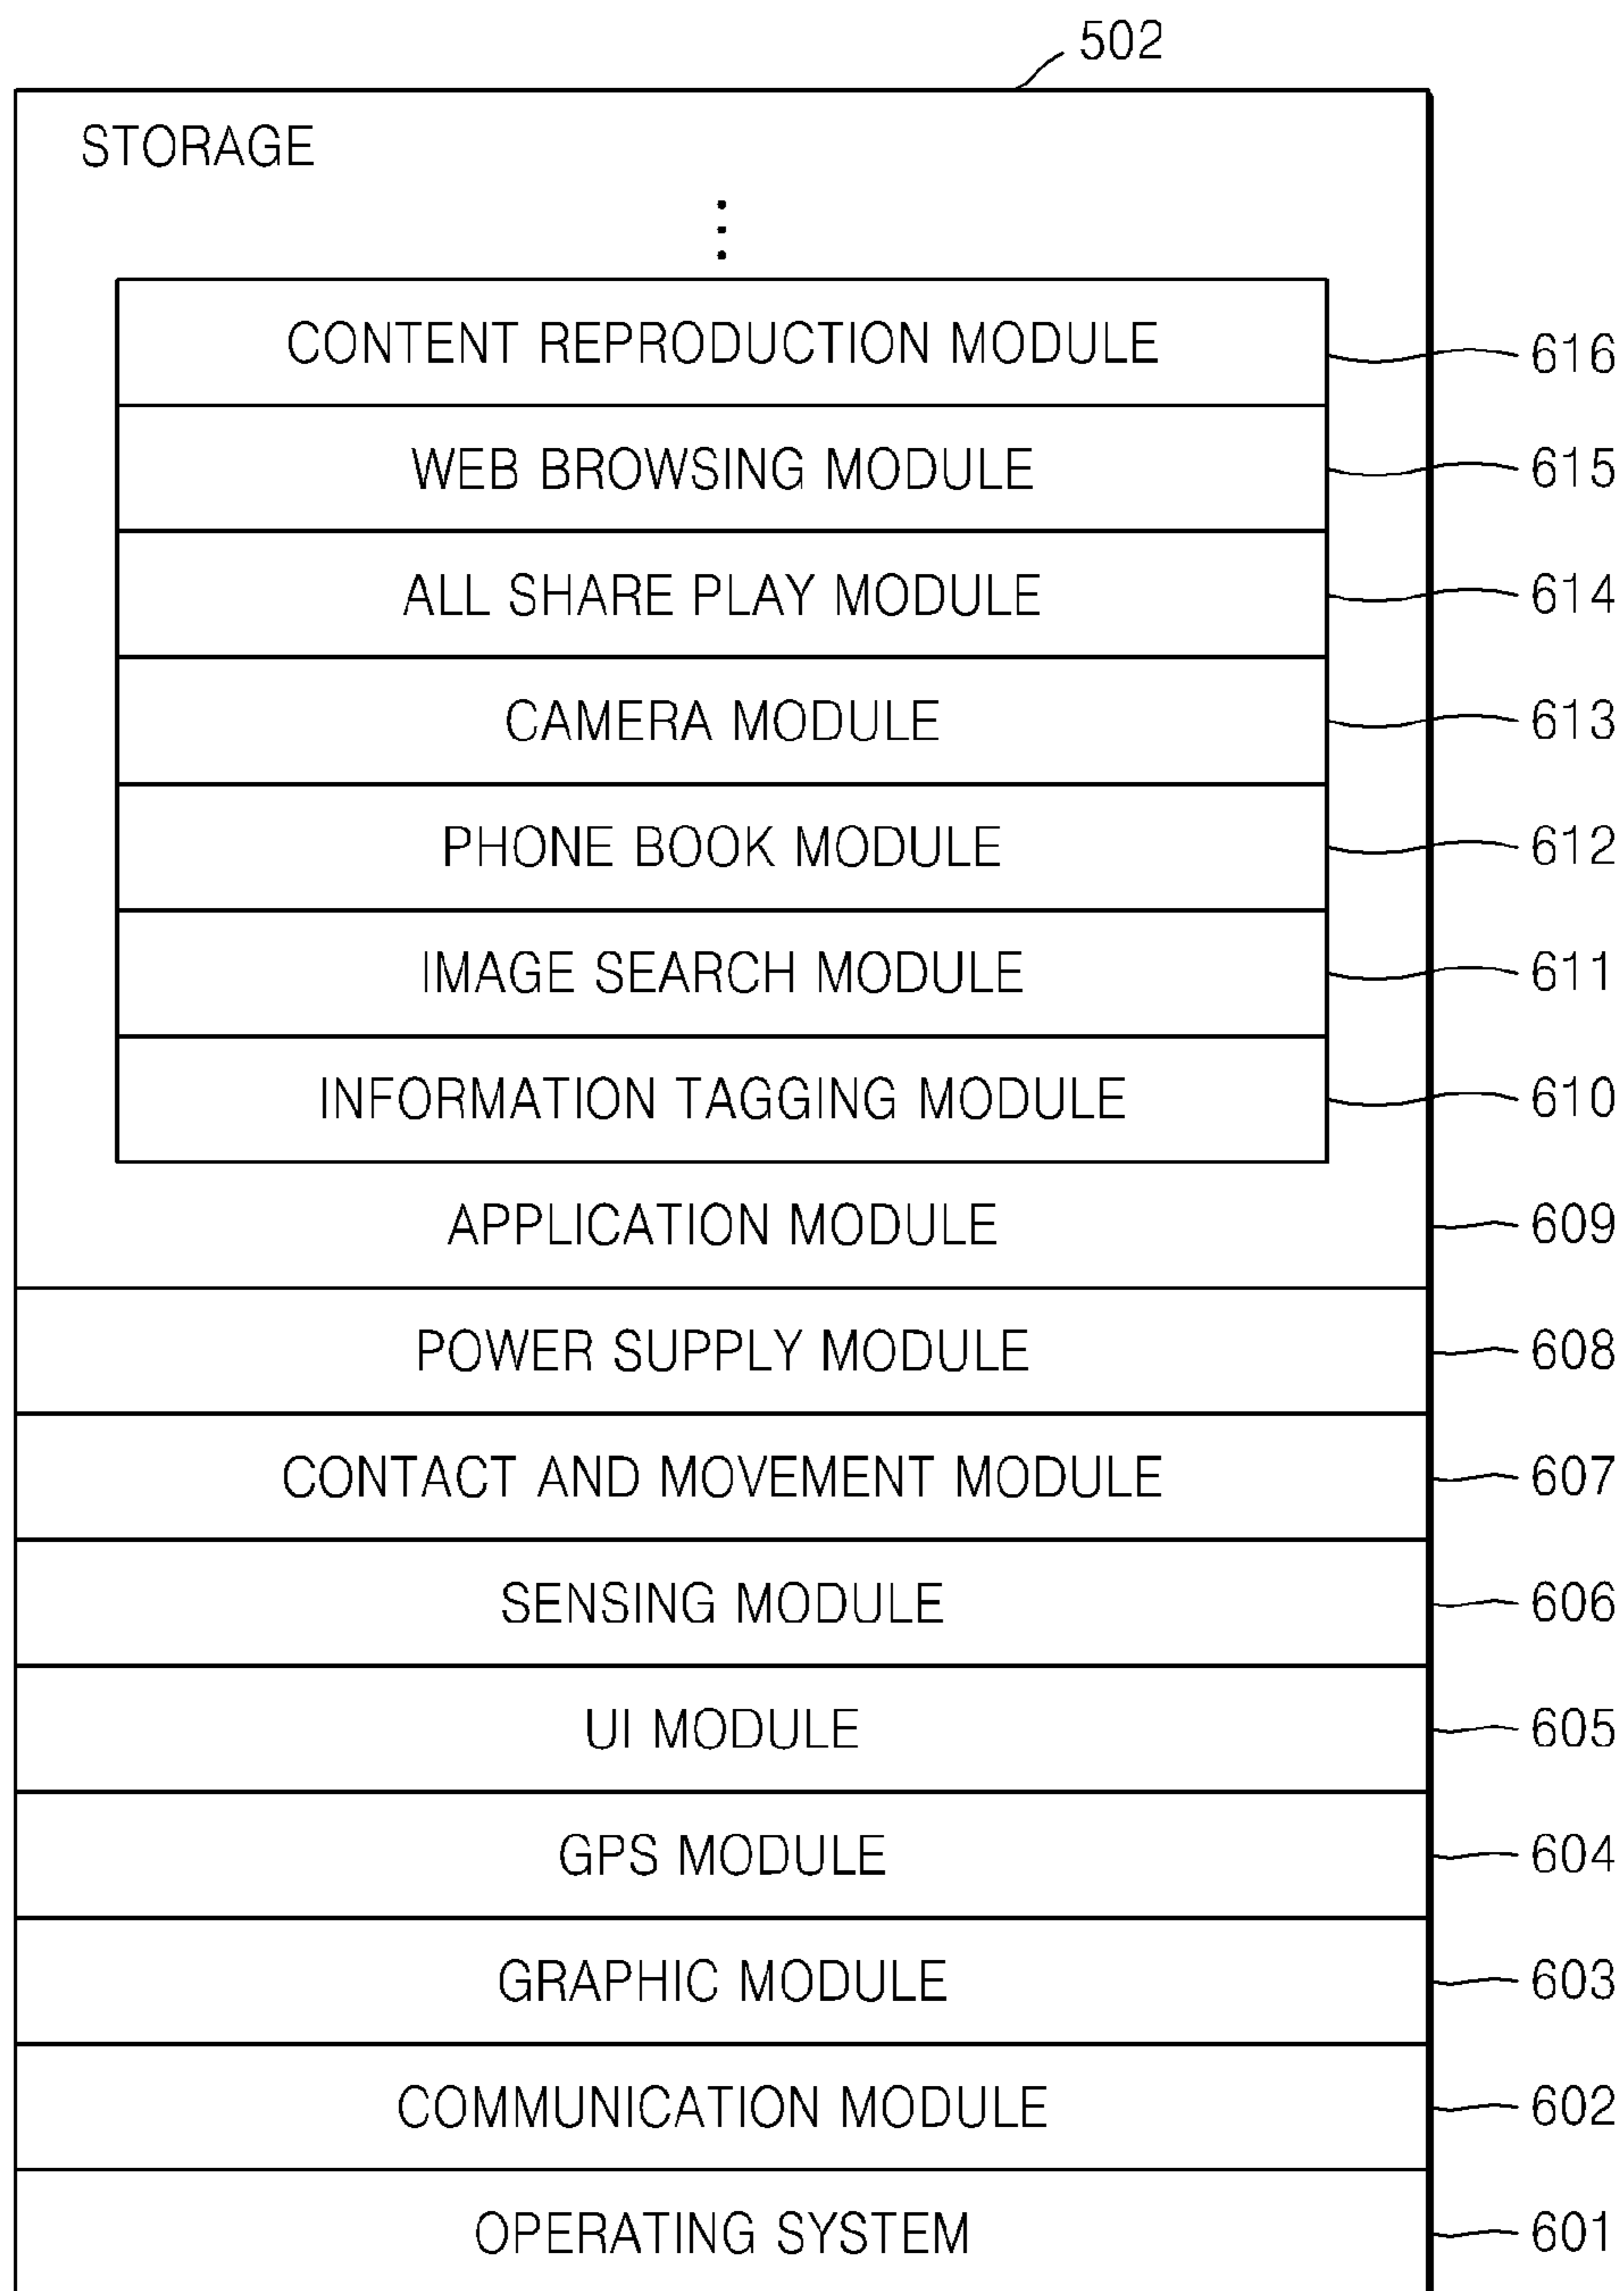 502
STORAGE
CONTENT REPRODUCTION MODULE 616
WEB BROWSING MODULE 615
ALL SHARE PLAY MODULE 614
CAMERA MODULE 613
PHONE BOOK MODULE 612
IMAGE SEARCH MODULE 611
INFORMATION TAGGING MODULE 610
APPLICATION MODULE 609
POWER SUPPLY MODULE 608
CONTACT AND MOVEMENT MODULE 607
SENSING MODULE 606
UI MODULE 605
GPS MODULE 604
GRAPHIC MODULE 603
COMMUNICATION MODULE 602
OPERATING SYSTEM 601